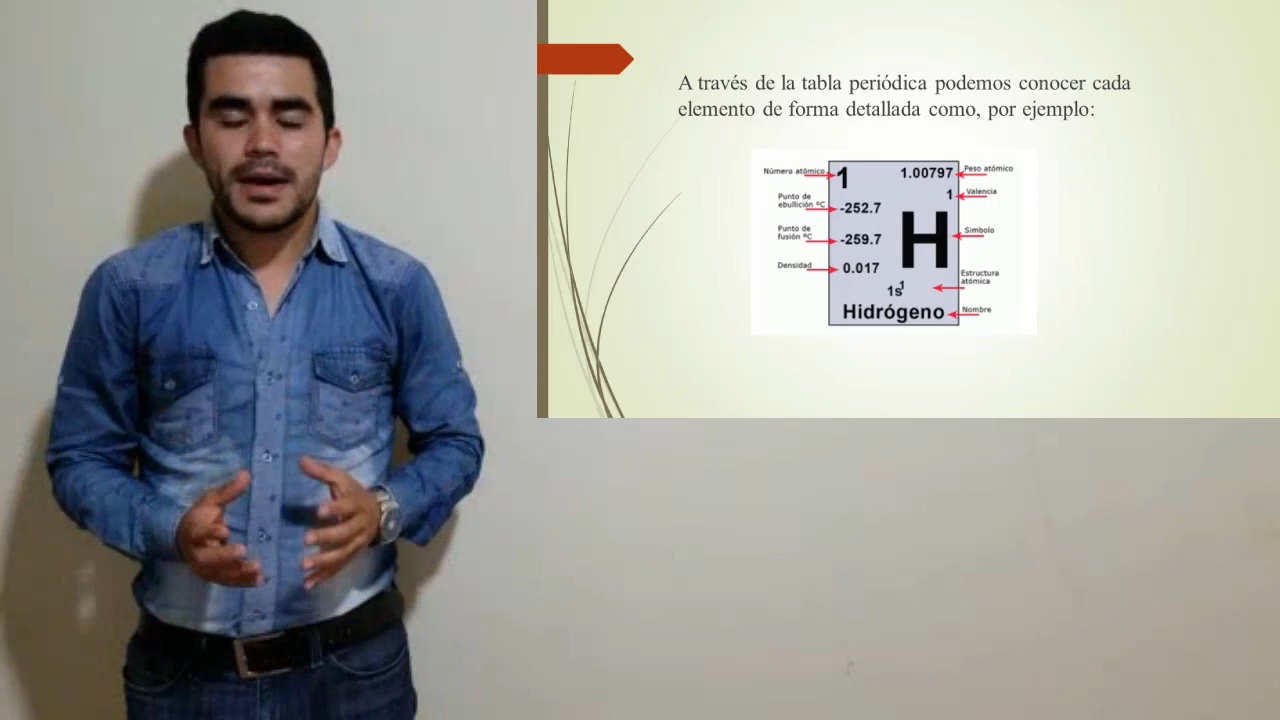 A través de la tabla periódica podemos conocer cada
elemento de forma detallada como, por ejemplo:
Número atómico
1
1.00797
Peso atómico
1
Valencia
Punto de
ebullición ºC
-252.7
Punto de
fusión ºC
-259.7
H
Simbolo
Densidad
0.017
Estructura
atómica
1s1
Hidrógeno
Nombre